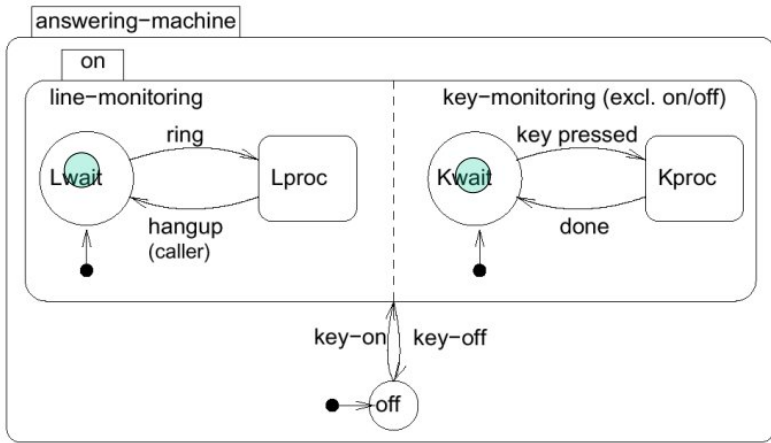 answering-machine
on
line-monitoring
key-monitoring (excl. on/off)
ring
key pressed
Lwait
Lproc
Kwait
Kproc
hangup
(caller)
done
key-on
key-off
off